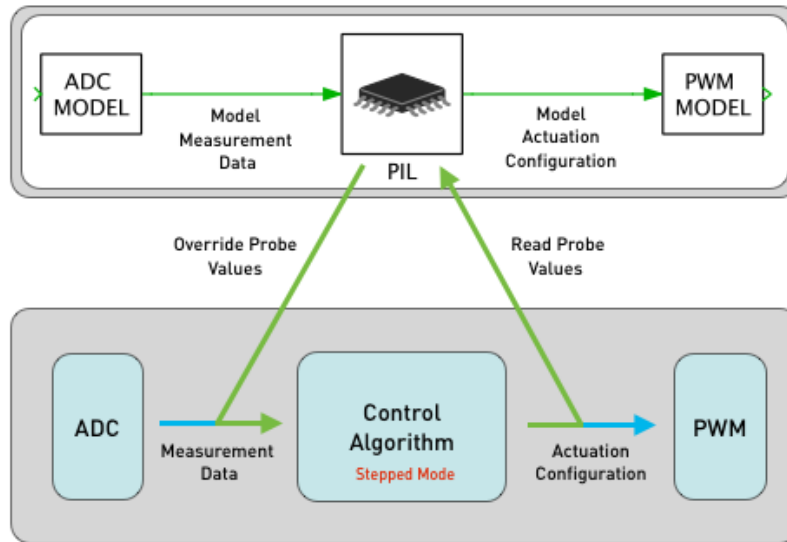 ADC
MODEL
Model
Measurement
Data
PIL
Model
Actuation
Configuration
PWM
MODEL
Override Probe
Values
Read Probe
Values
ADC
Measurement
Data
Control
Algorithm
Stepped Mode
Actuation
Configuration
PWM